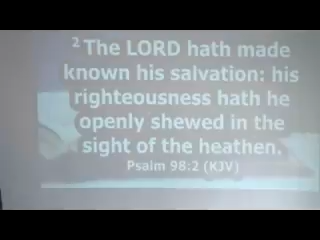 2 The LORD hath made
known his salvation: his
righteousness hath he
openly shewed in the
sight of the heathen.
Psalm 98:2 (KJV)